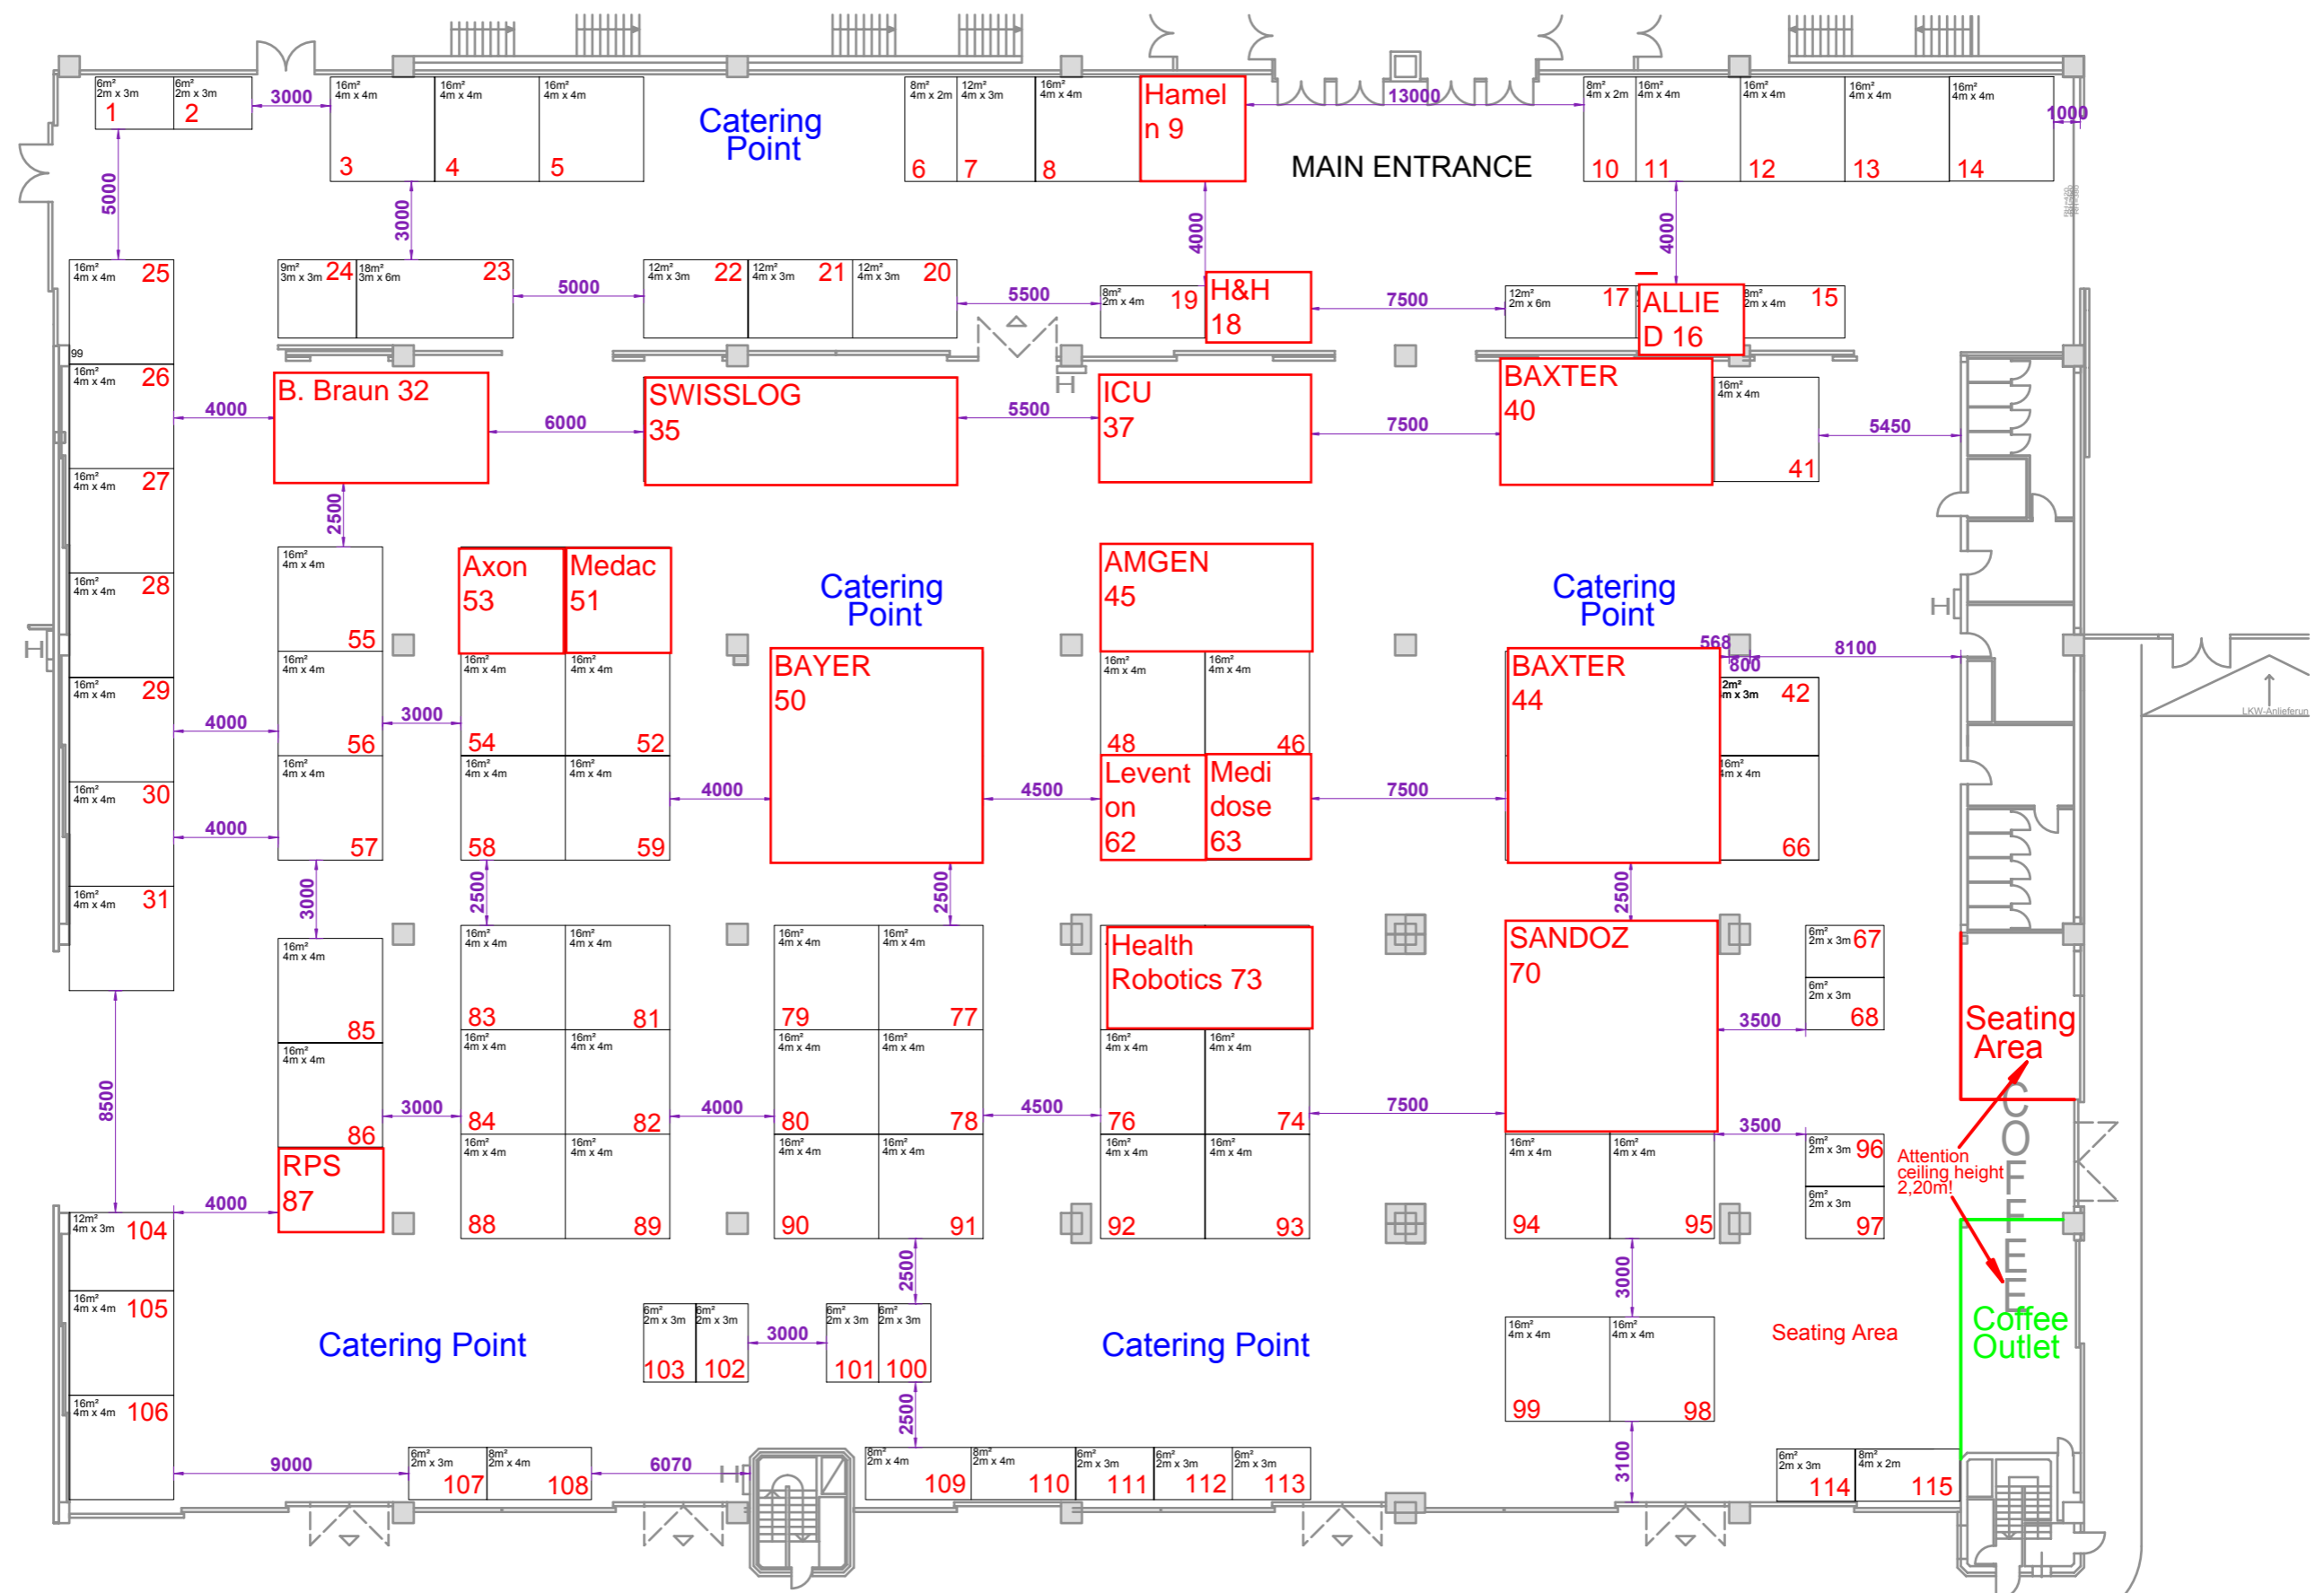 6m² 2m x 3m 1
6m² 2m x 3m 2
3000
16m² 4m x 4m 3
16m² 4m x 4m 4
16m² 4m x 4m 5
Catering
Point
8m² 4m x 2m 6
12m² 4m x 3m 7
16m² 4m x 4m 8
Hamel
n 9
13000
MAIN ENTRANCE
8m² 4m x 2m 10
16m² 4m x 4m 11
16m² 4m x 4m 12
16m² 4m x 4m 13
16m² 4m x 4m 14
1000
5000
3000
4000
4000
16m² 4m x 4m 25
9m² 3m x 3m 24
18m² 3m x 6m 23
5000
12m² 4m x 3m 22
12m² 4m x 3m 21
12m² 4m x 3m 20
5500
8m² 2m x 4m 19
H&H
18
7500
12m² 2m x 6m 17
ALLIE
D 16
8m² 2m x 4m 15
99
16m² 4m x 4m 26
4000
B. Braun 32
6000
SWISSLOG
35
5500
H
ICU
37
7500
BAXTER
40
16m² 4m x 4m 41
5450
16m² 4m x 4m 27
2500
16m² 4m x 4m 28
16m² 4m x 4m 55
Axon
53
Medac
51
Catering
Point
AMGEN
45
Catering
Point
H
H
568
800
8100
16m² 4m x 4m 29
4000
16m² 4m x 4m 56
3000
16m² 4m x 4m 54
16m² 4m x 4m 52
BAYER
50
16m² 4m x 4m 48
16m² 4m x 4m 46
BAXTER
44
2m² m x 3m 42
LKW-Anlieferun
16m² 4m x 4m 30
4000
16m² 4m x 4m 57
16m² 4m x 4m 58
16m² 4m x 4m 59
4000
4500
Levent
on
62
Medi
dose
63
7500
16m² 4m x 4m 66
16m² 4m x 4m 31
3000
2500
2500
2500
16m² 4m x 4m 85
16m² 4m x 4m 83
16m² 4m x 4m 81
16m² 4m x 4m 79
16m² 4m x 4m 77
Health
Robotics 73
SANDOZ
70
6m² 2m x 3m 67
6m² 2m x 3m 68
3500
Seating
Area
8500
16m² 4m x 4m 86
3000
16m² 4m x 4m 84
16m² 4m x 4m 82
4000
16m² 4m x 4m 80
16m² 4m x 4m 78
4500
16m² 4m x 4m 76
16m² 4m x 4m 74
7500
3500
COFFEE
Attention
ceiling height
2,20m!
12m² 4m x 3m 104
4000
RPS
87
16m² 4m x 4m 88
16m² 4m x 4m 89
16m² 4m x 4m 90
16m² 4m x 4m 91
16m² 4m x 4m 92
16m² 4m x 4m 93
16m² 4m x 4m 94
16m² 4m x 4m 95
6m² 2m x 3m 96
6m² 2m x 3m 97
2500
3000
16m² 4m x 4m 105
Catering Point
6m² 2m x 3m 103
6m² 2m x 3m 102
3000
6m² 2m x 3m 101
6m² 2m x 3m 100
Catering Point
16m² 4m x 4m 99
16m² 4m x 4m 98
Seating Area
Coffee
Outlet
16m² 4m x 4m 106
2500
3100
9000
6m² 2m x 3m 107
8m² 2m x 4m 108
6070
H
8m² 2m x 4m 109
8m² 2m x 4m 110
6m² 2m x 3m 111
6m² 2m x 3m 112
6m² 2m x 3m 113
6m² 2m x 3m 114
8m² 4m x 2m 115